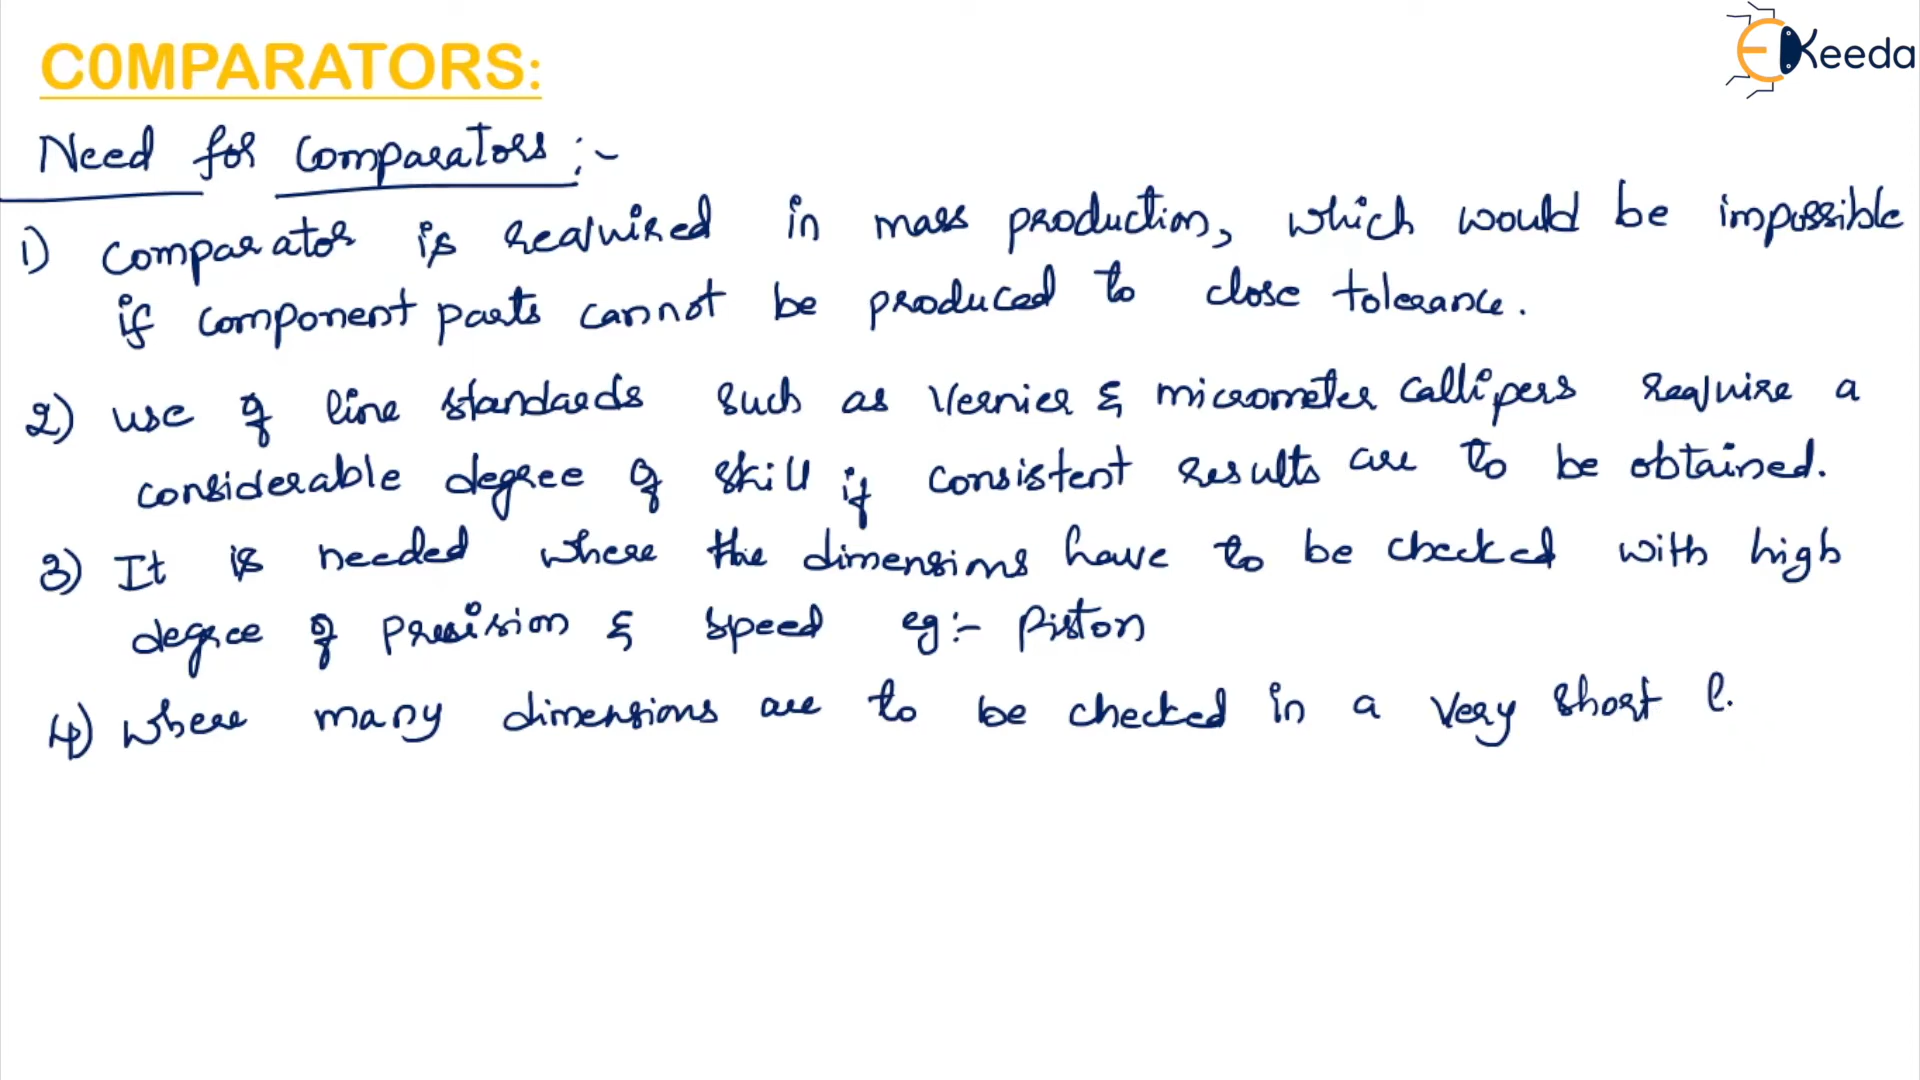 C0MPARATORS:
EKeeda
Need for Comparators :-
1) Comparator is required in mass production, which would be impossible
if component parts cannot be produced to close tolerance.
2) use of line standards such as Vernier & micrometer callipers require a
considerable degree of skill if consistent results are to be obtained.
3) It is needed where the dimensions have to be checked with high
degree of precision & speed eg:- Piston
4) where many dimensions are to be checked in a very short